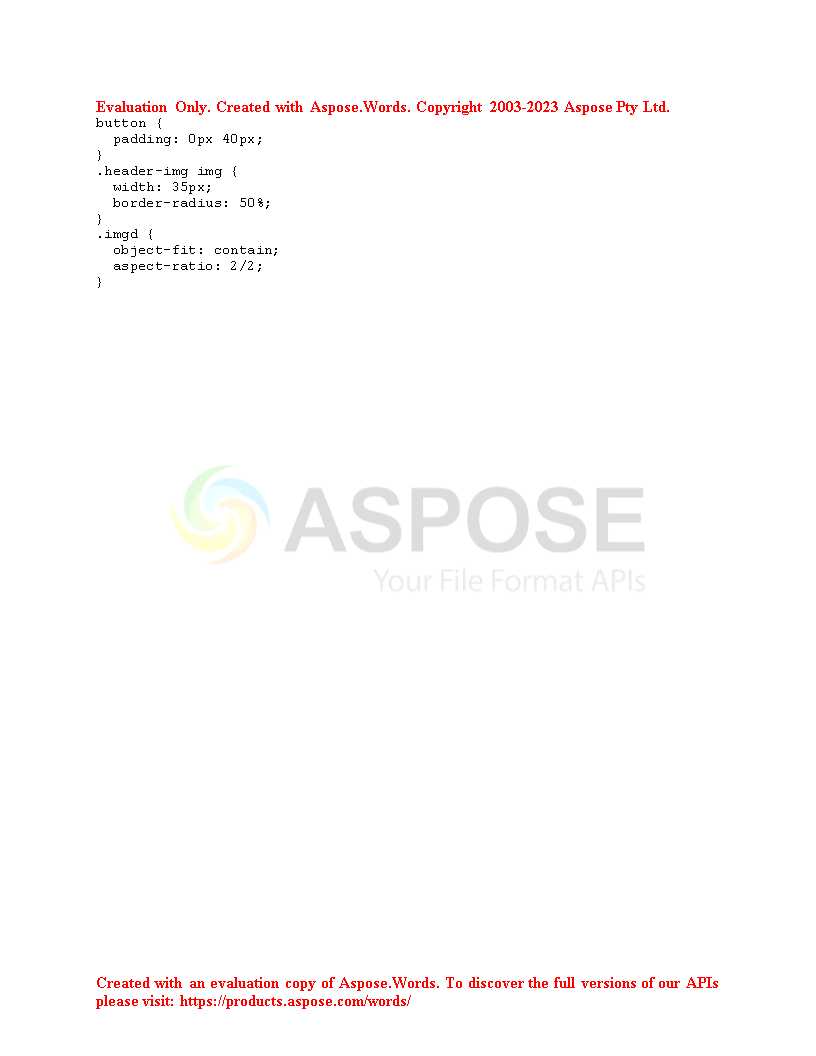 Evaluation Only. Created with Aspose.Words. Copyright 2003-2023 Aspose Pty Ltd.
button {
  padding: 0px 40px;
}
.header-img img {
  width: 35px;
  border-radius: 50%;
}
.imgd {
  object-fit: contain;
  aspect-ratio: 2/2;
}
ASPOSE
Your File Format APIs
Created with an evaluation copy of Aspose.Words. To discover the full versions of our APIs
please visit: https://products.aspose.com/words/